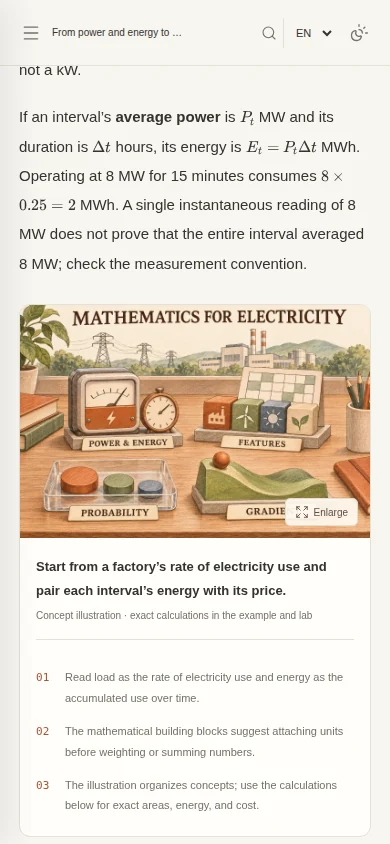 From power and energy to …
EN
not a kW.
If an interval's average power is P_t MW and its
duration is Δt hours, its energy is E_t = P_tΔt MWh.
Operating at 8 MW for 15 minutes consumes 8 ×
0.25 = 2 MWh. A single instantaneous reading of 8
MW does not prove that the entire interval averaged
8 MW; check the measurement convention.
MATHEMATICS FOR ELECTRICITY
POWER & ENERGY
FEATURES
PROBABILITY
GRADIE
Enlarge
Start from a factory's rate of electricity use and
pair each interval's energy with its price.
Concept illustration · exact calculations in the example and lab
01 Read load as the rate of electricity use and energy as the
accumulated use over time.
02 The mathematical building blocks suggest attaching units
before weighting or summing numbers.
03 The illustration organizes concepts; use the calculations
below for exact areas, energy, and cost.